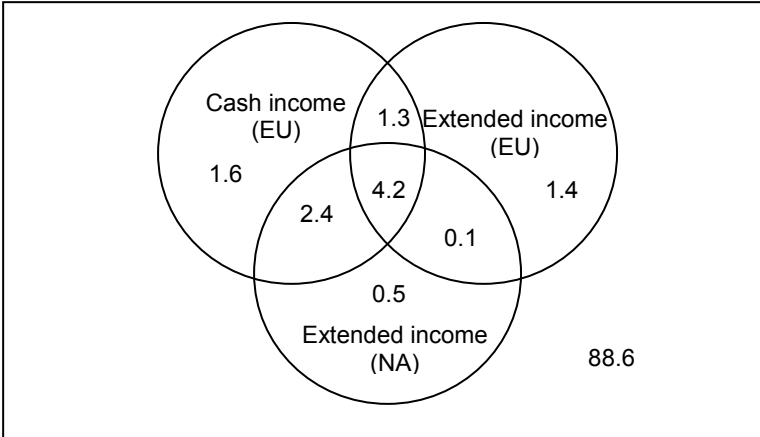 Cash income
(EU)
1.3
Extended income
(EU)
1.6
4.2
1.4
2.4
0.1
0.5
Extended income
(NA)
88.6